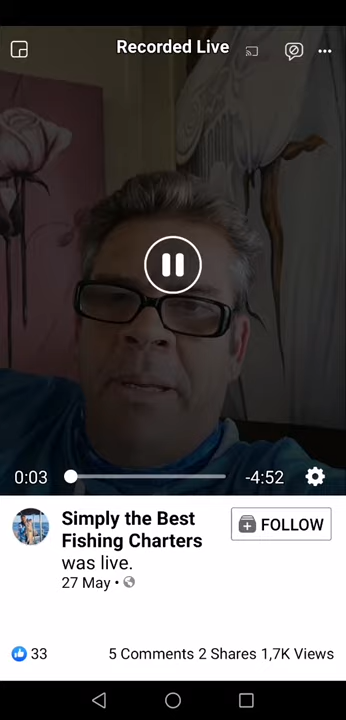 Recorded Live
0:03
-4:52
Simply the Best
Fishing Charters
was live.
27 May •
FOLLOW
33
5 Comments 2 Shares 1,7K Views